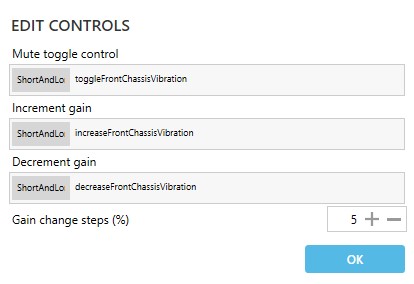 EDIT CONTROLS
Mute toggle control
ShortAndLo toggleFrontChassisVibration
Increment gain
ShortAndLo increaseFrontChassisVibration
Decrement gain
ShortAndLo decreaseFrontChassisVibration
Gain change steps (%) 5 + −
OK